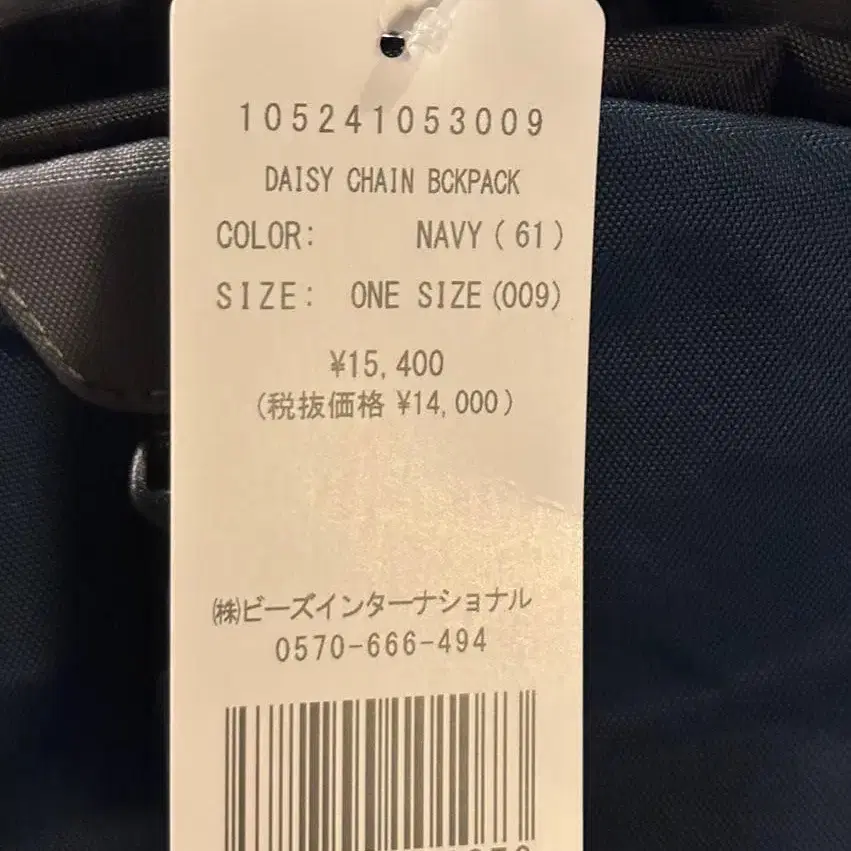 105241053009
DAISY CHAIN BCKPACK
COLOR: NAVY(61)
SIZE: ONE SIZE(009)
¥15,400
(税抜価格 ¥14,000)
㈱ビーズインターナショナル
0570-666-494